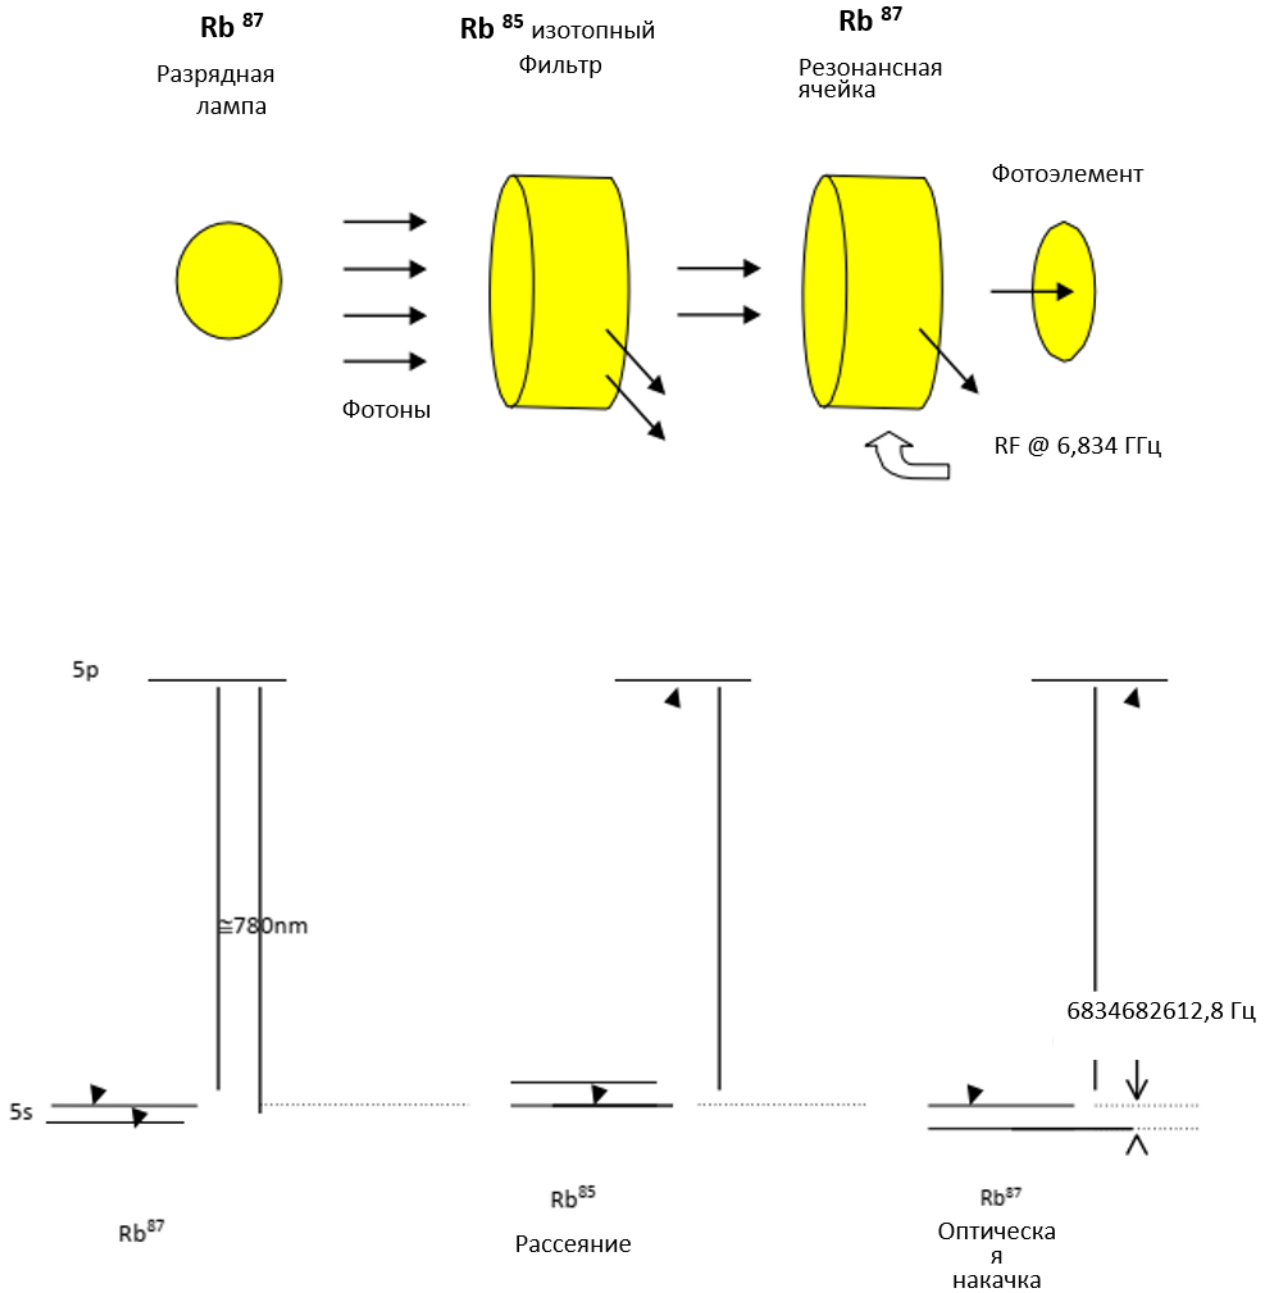 Rb 87
Разрядная
лампа
Rb 85 изотопный
Фильтр
Rb 87
Резонансная
ячейка
Фотоэлемент
Фотоны
RF @ 6,834 ГГц
5p
≅780nm
6834682612,8 Гц
5s
Rb87
Rb85
Рассеяние
Rb87
Оптическа
я
накачка